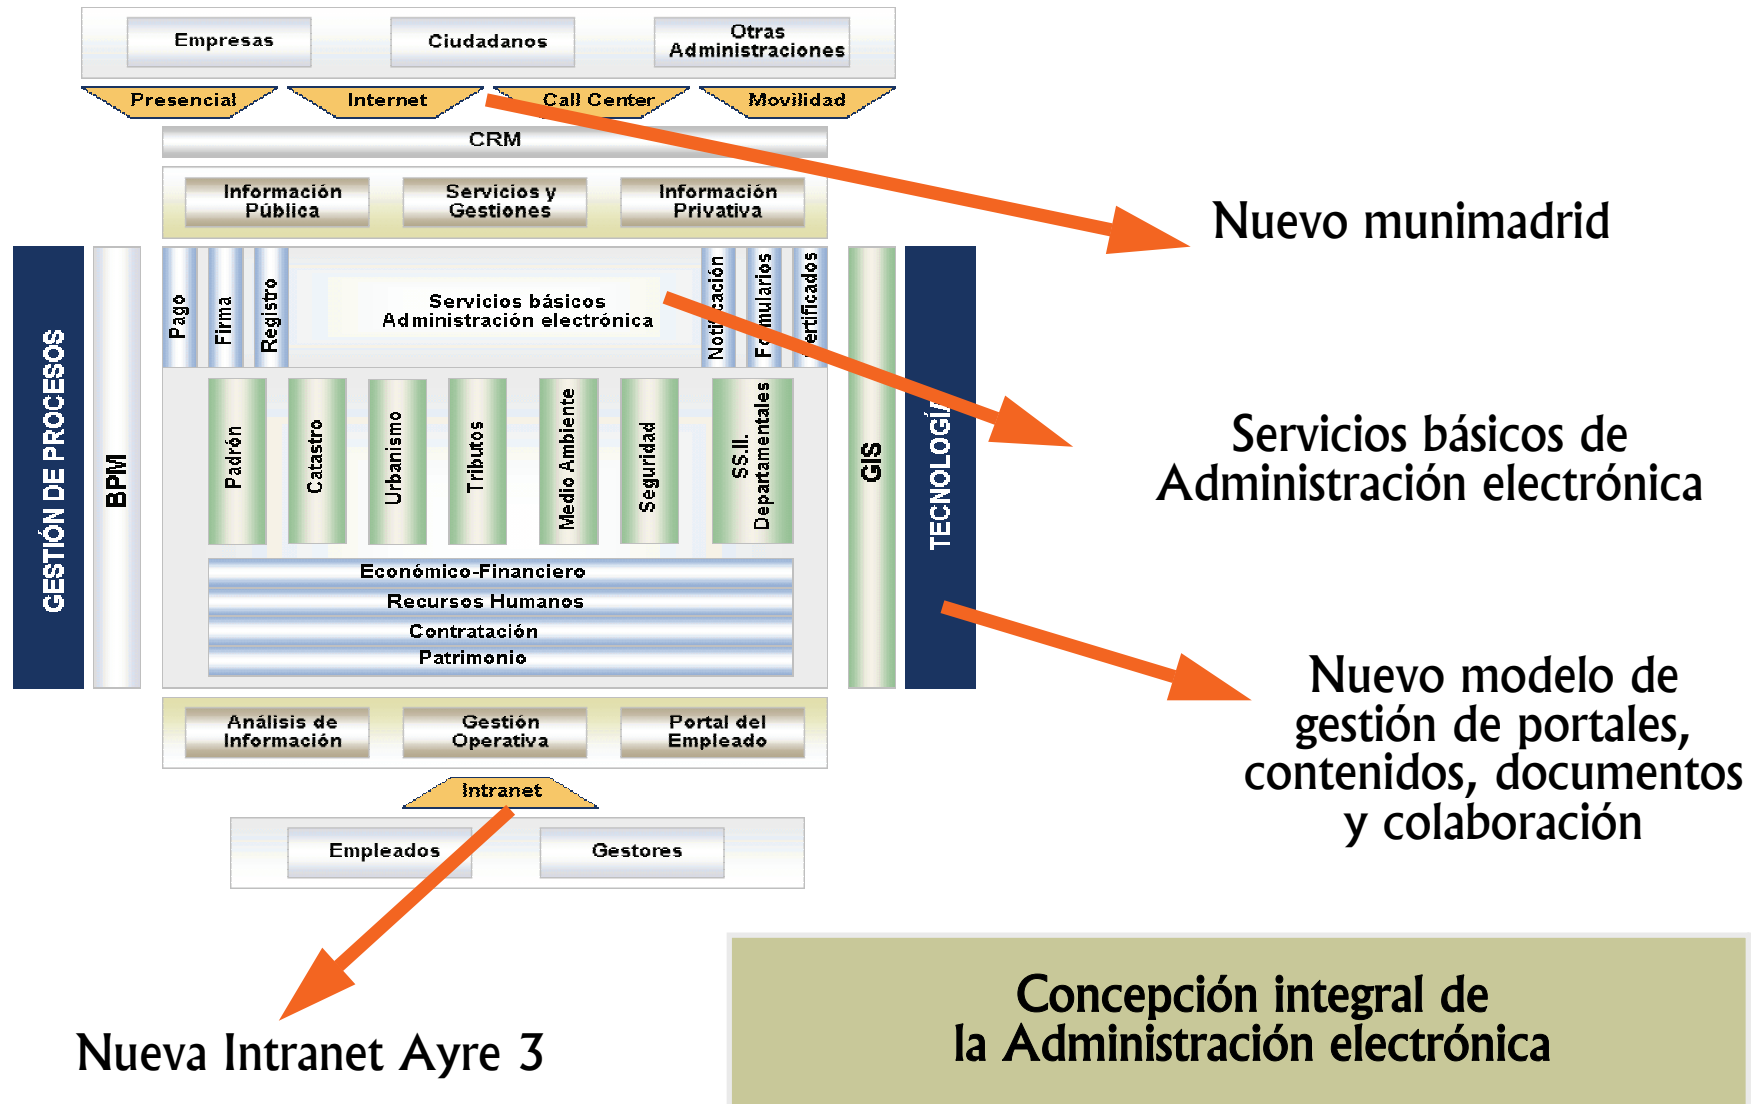 Empresas
Ciudadanos
Otras
Administraciones
Presencial
Internet
Call Center
Movilidad
CRM
Información
Pública
Servicios y
Gestiones
Información
Privativa
Nuevo munimadrid
GESTIÓN DE PROCESOS
BPM
Pago
Firma
Registro
Servicios básicos
Administración electrónica
Notificación
Formularios
Certificados
GIS
TECNOLOGÍA
Servicios básicos de
Administración electrónica
Padrón
Catastro
Urbanismo
Tributos
Medio Ambiente
Seguridad
SS.II.
Departamentales
Económico-Financiero
Recursos Humanos
Contratación
Patrimonio
Nuevo modelo de
gestión de portales,
contenidos, documentos
y colaboración
Análisis de
Información
Gestión
Operativa
Portal del
Empleado
Intranet
Empleados
Gestores
Nueva Intranet Ayre 3
Concepción integral de
la Administración electrónica